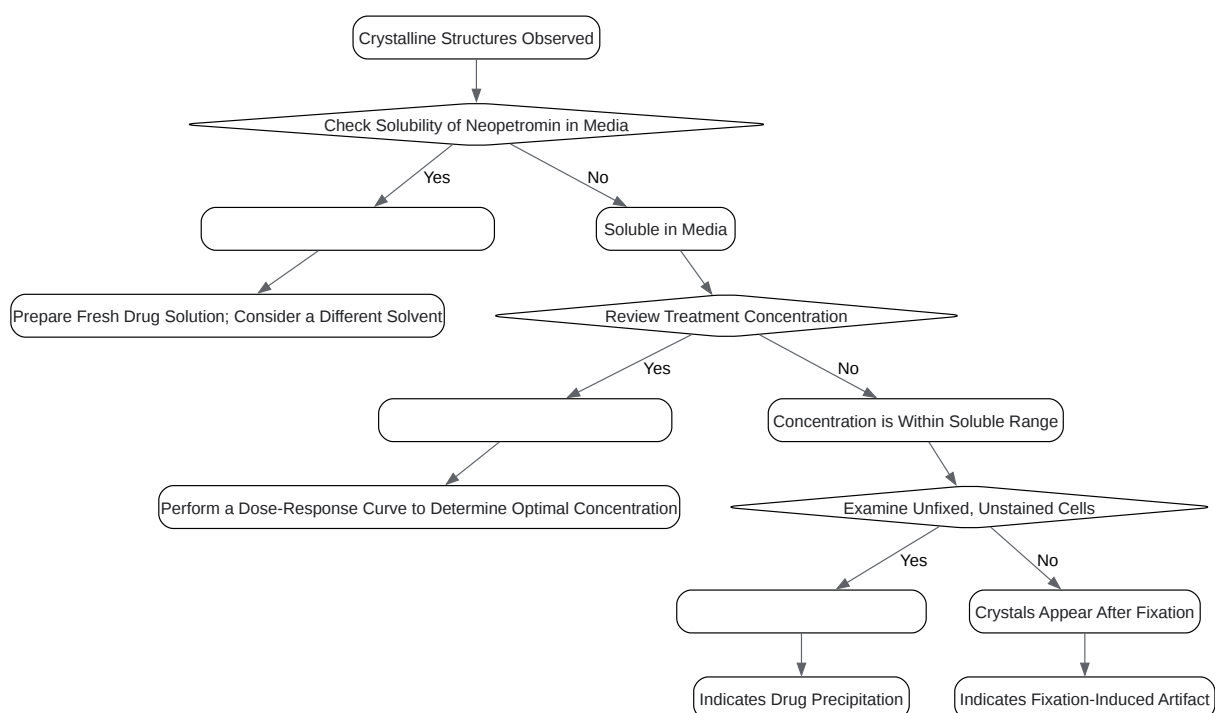 Crystalline Structures Observed
Check Solubility of Neopetromin in Media
Yes
No
Soluble in Media
Prepare Fresh Drug Solution; Consider a Different Solvent
Review Treatment Concentration
Yes
No
Concentration is Within Soluble Range
Perform a Dose-Response Curve to Determine Optimal Concentration
Examine Unfixed, Unstained Cells
Yes
No
Crystals Appear After Fixation
Indicates Drug Precipitation
Indicates Fixation-Induced Artifact